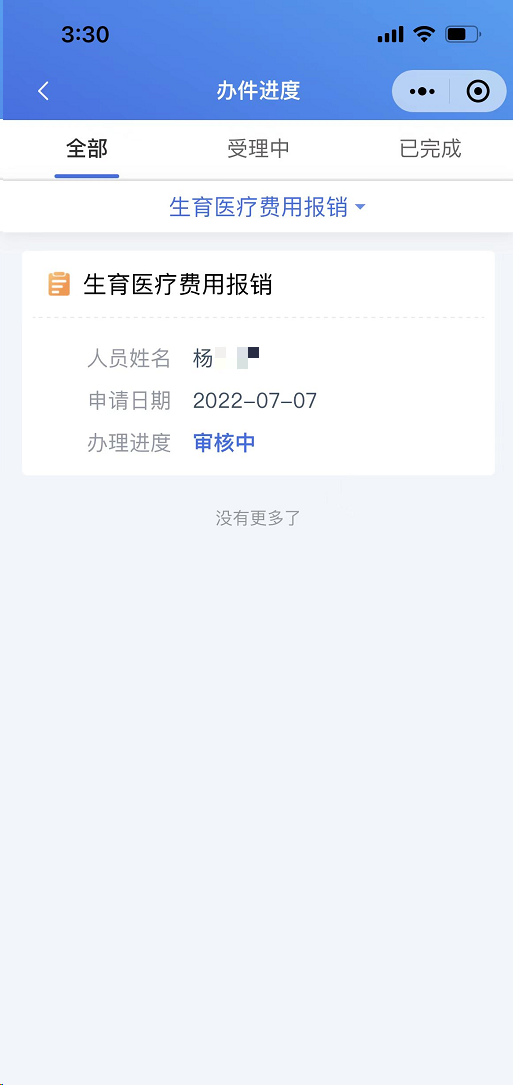 3:30
办件进度
全部 受理中 已完成
生育医疗费用报销
生育医疗费用报销
人员姓名 杨
申请日期 2022-07-07
办理进度 审核中
没有更多了